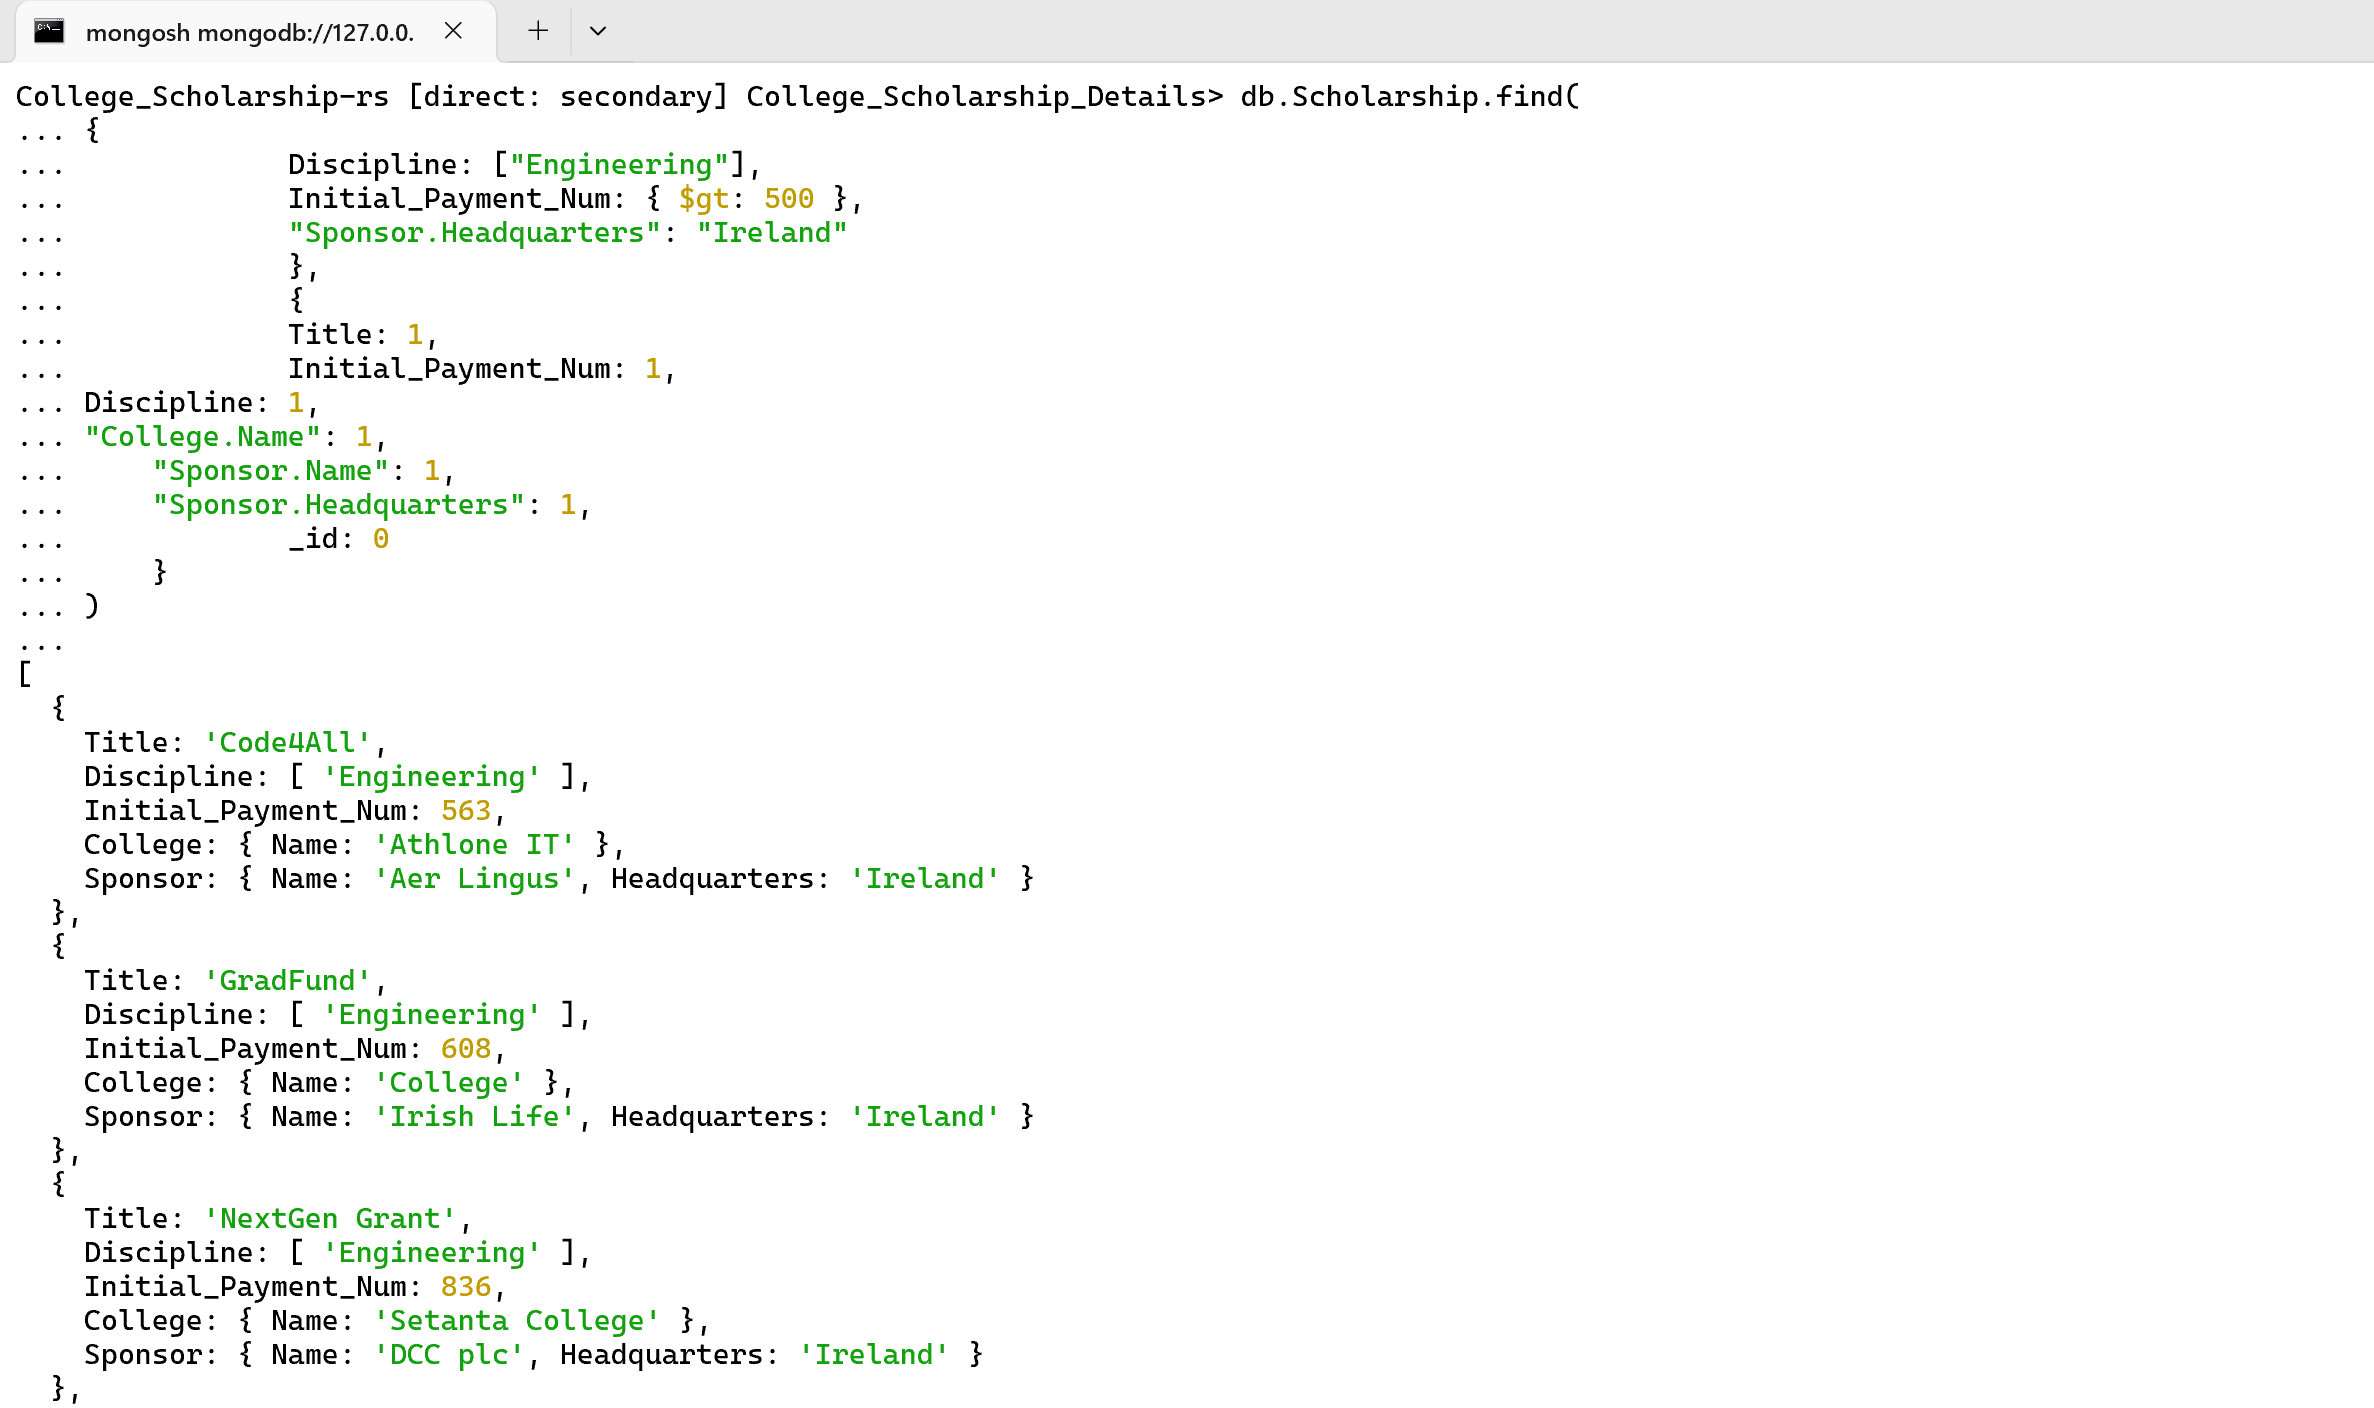 mongosh mongodb://127.0.0.
College_Scholarship-rs [direct: secondary] College_Scholarship_Details> db.Scholarship.find(
... {
...             Discipline: ["Engineering"],
...             Initial_Payment_Num: { $gt: 500 },
...             "Sponsor.Headquarters": "Ireland"
...             },
...             {
...             Title: 1,
...             Initial_Payment_Num: 1,
... Discipline: 1,
... "College.Name": 1,
...     "Sponsor.Name": 1,
...     "Sponsor.Headquarters": 1,
...             _id: 0
...     }
... )
...
[
  {
    Title: 'Code4All',
    Discipline: [ 'Engineering' ],
    Initial_Payment_Num: 563,
    College: { Name: 'Athlone IT' },
    Sponsor: { Name: 'Aer Lingus', Headquarters: 'Ireland' }
  },
  {
    Title: 'GradFund',
    Discipline: [ 'Engineering' ],
    Initial_Payment_Num: 608,
    College: { Name: 'College' },
    Sponsor: { Name: 'Irish Life', Headquarters: 'Ireland' }
  },
  {
    Title: 'NextGen Grant',
    Discipline: [ 'Engineering' ],
    Initial_Payment_Num: 836,
    College: { Name: 'Setanta College' },
    Sponsor: { Name: 'DCC plc', Headquarters: 'Ireland' }
  },